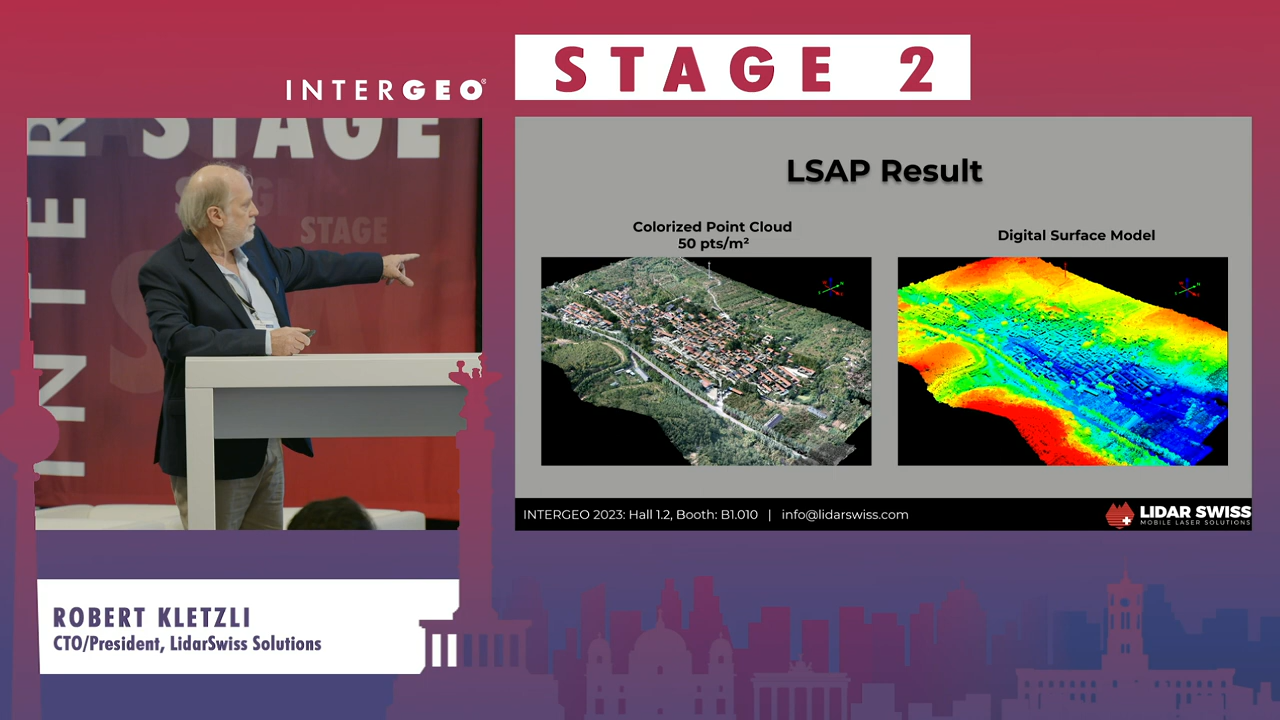 INTERGEO®
STAGE 2
INTER
STAGE
STAGE
LSAP Result
Colorized Point Cloud
50 pts/m²
Digital Surface Model
INTERGEO 2023: Hall 1.2, Booth: B1.010 | info@lidarswiss.com
LIDAR SWISS
MOBILE LASER SOLUTIONS
ROBERT KLETZLI
CTO/President, LidarSwiss Solutions